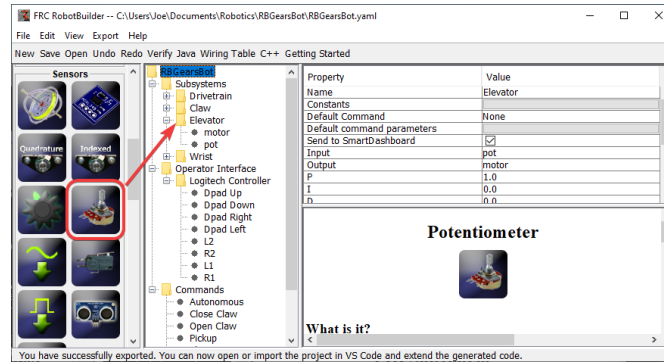 FRC RobotBuilder -- C:\Users\Joe\Documents\Robotics\RBGearsBot\RBGearsBot.yaml
File Edit View Export Help
New Save Open Undo Redo Verify Java Wiring Table C++ Getting Started
Sensors
Quadrature
Indexed
RBGearsBot
Subsystems
Drivetrain
Claw
Elevator
motor
pot
Wrist
Operator Interface
Logitech Controller
Dpad Up
Dpad Down
Dpad Right
Dpad Left
L2
R2
L1
R1
Commands
Autonomous
Close Claw
Open Claw
Pickup
Property Value
Name Elevator
Constants
Default Command None
Default command parameters
Send to SmartDashboard
Input pot
Output motor
P 1.0
I 0.0
D 0.0
Potentiometer
What is it?
You have successfully exported. You can now open or import the project in VS Code and extend the generated code.